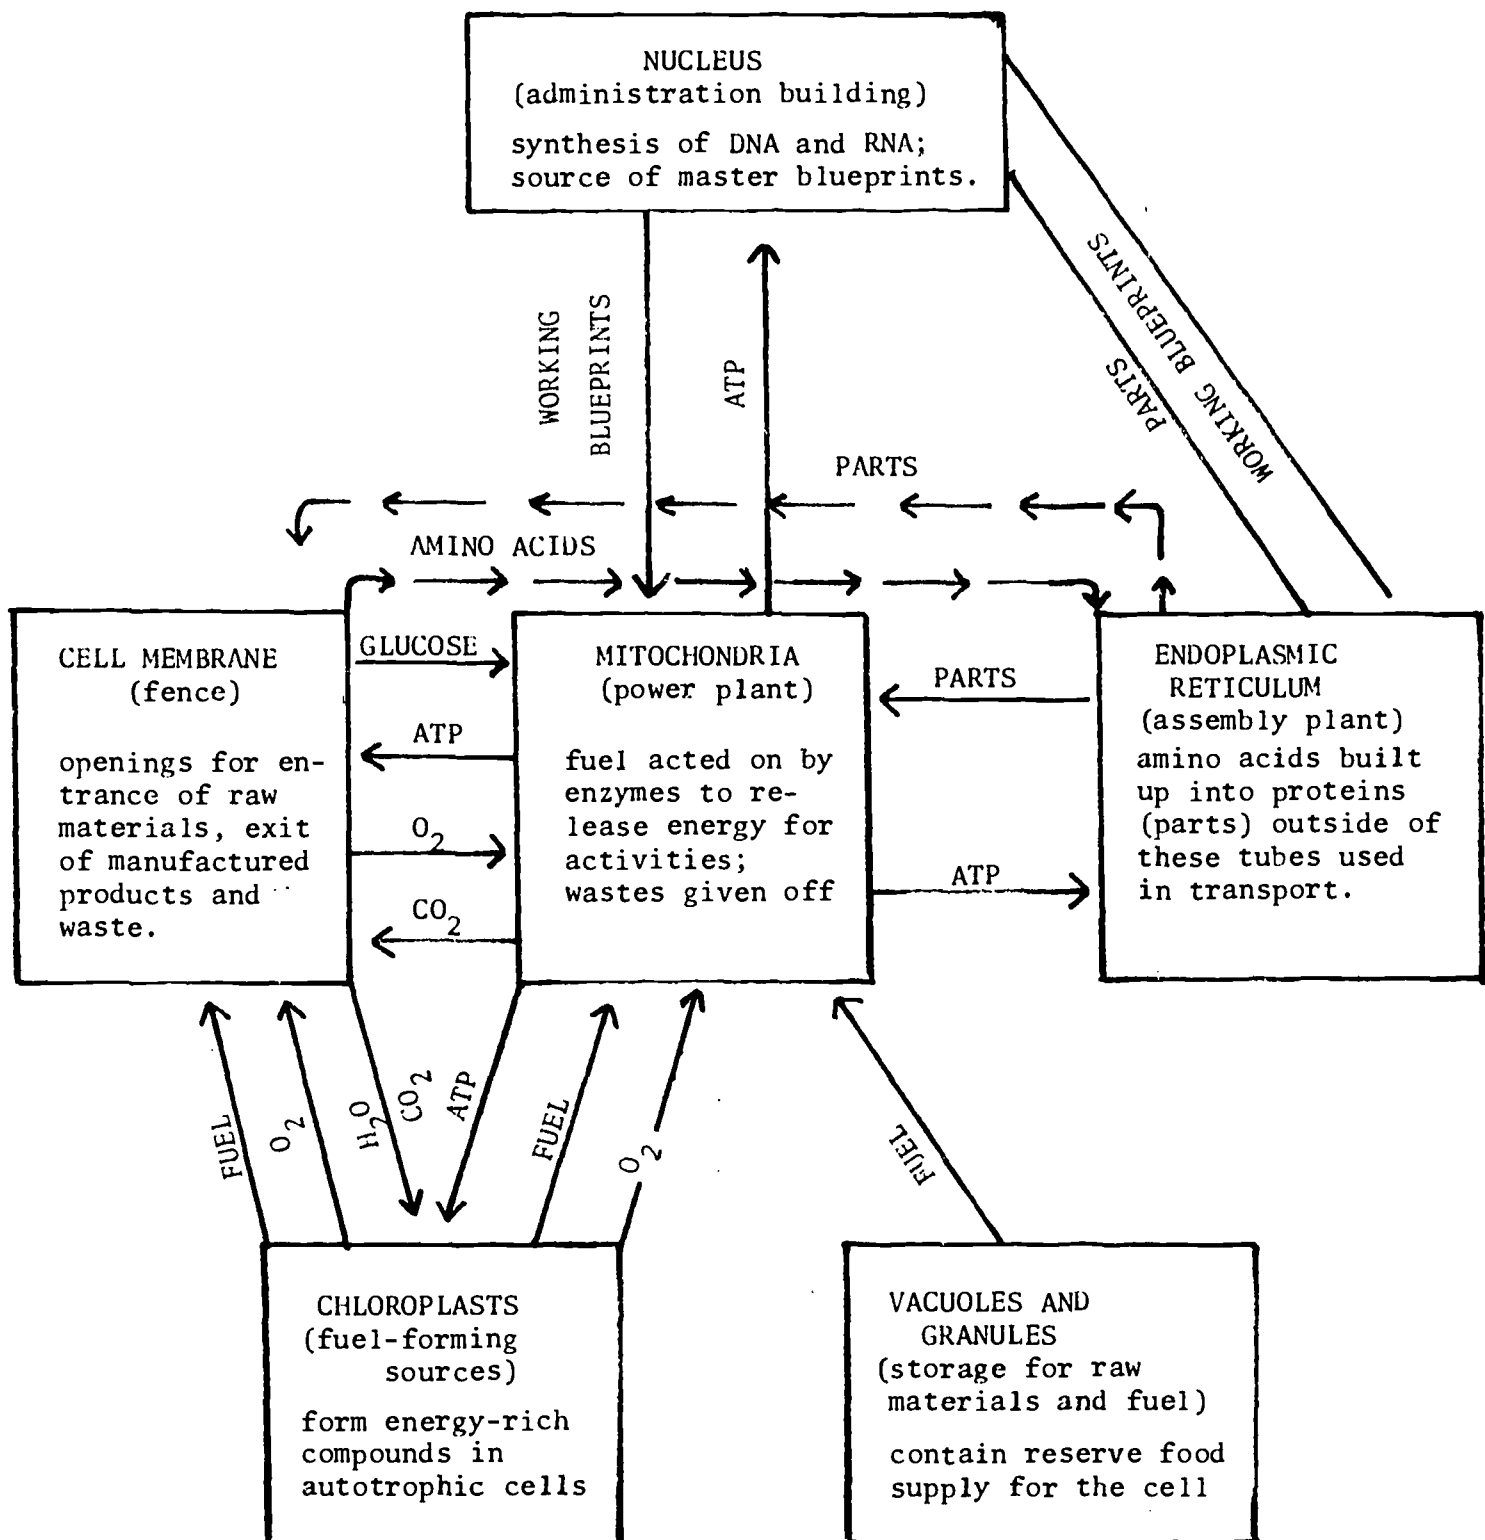 NUCLEUS
(administration building)
synthesis of DNA and RNA;
source of master blueprints.
WORKING
BLUEPRINTS
ATP
WORKING BLUEPRINTS
PARTS
PARTS
AMINO ACIDS
CELL MEMBRANE
(fence)
openings for en-
trance of raw
materials, exit
of manufactured
products and
waste.
GLUCOSE
ATP
O2
CO2
MITOCHONDRIA
(power plant)
fuel acted on by
enzymes to re-
lease energy for
activities;
wastes given off
PARTS
ATP
ENDOPLASMIC
RETICULUM
(assembly plant)
amino acids built
up into proteins
(parts) outside of
these tubes used
in transport.
FUEL
O2
H2O
CO2
ATP
FUEL
O2
FUEL
CHLOROPLASTS
(fuel-forming
sources)
form energy-rich
compounds in
autotrophic cells
VACUOLES AND
GRANULES
(storage for raw
materials and fuel)
contain reserve food
supply for the cell